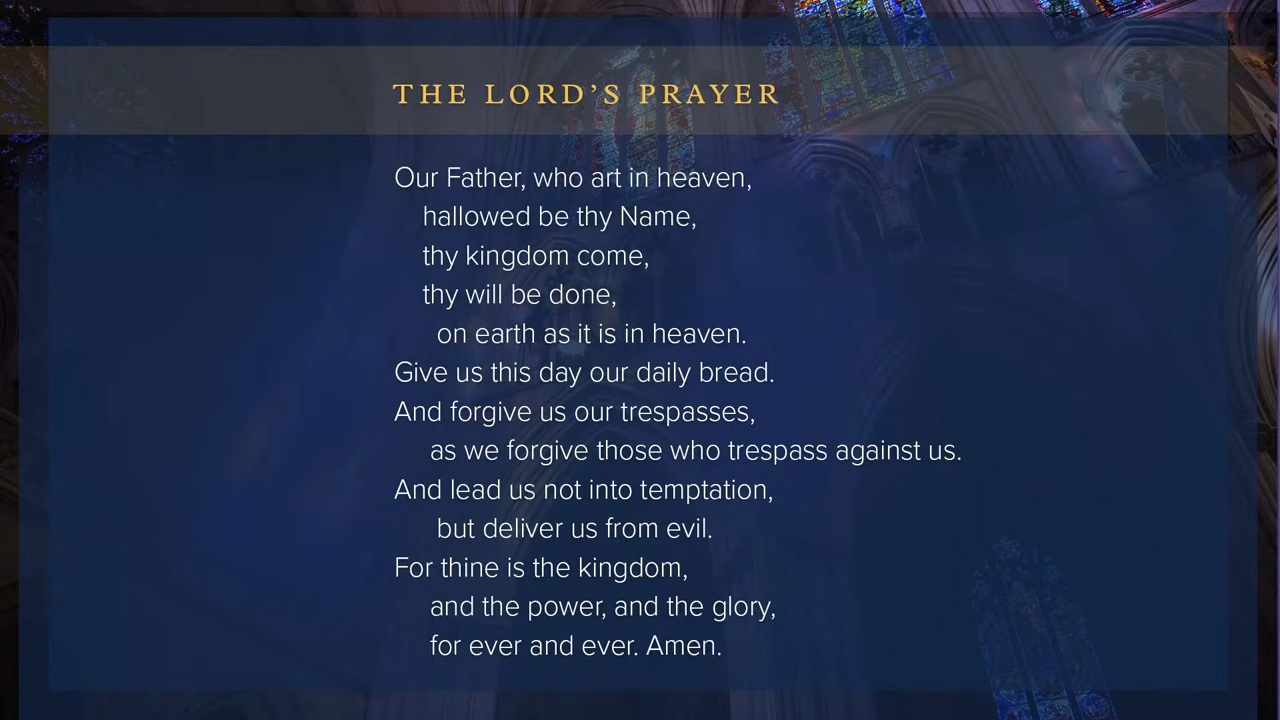 THE LORD’S PRAYER
Our Father, who art in heaven,
hallowed be thy Name,
thy kingdom come,
thy will be done,
on earth as it is in heaven.
Give us this day our daily bread.
And forgive us our trespasses,
as we forgive those who trespass against us.
And lead us not into temptation,
but deliver us from evil.
For thine is the kingdom,
and the power, and the glory,
for ever and ever. Amen.